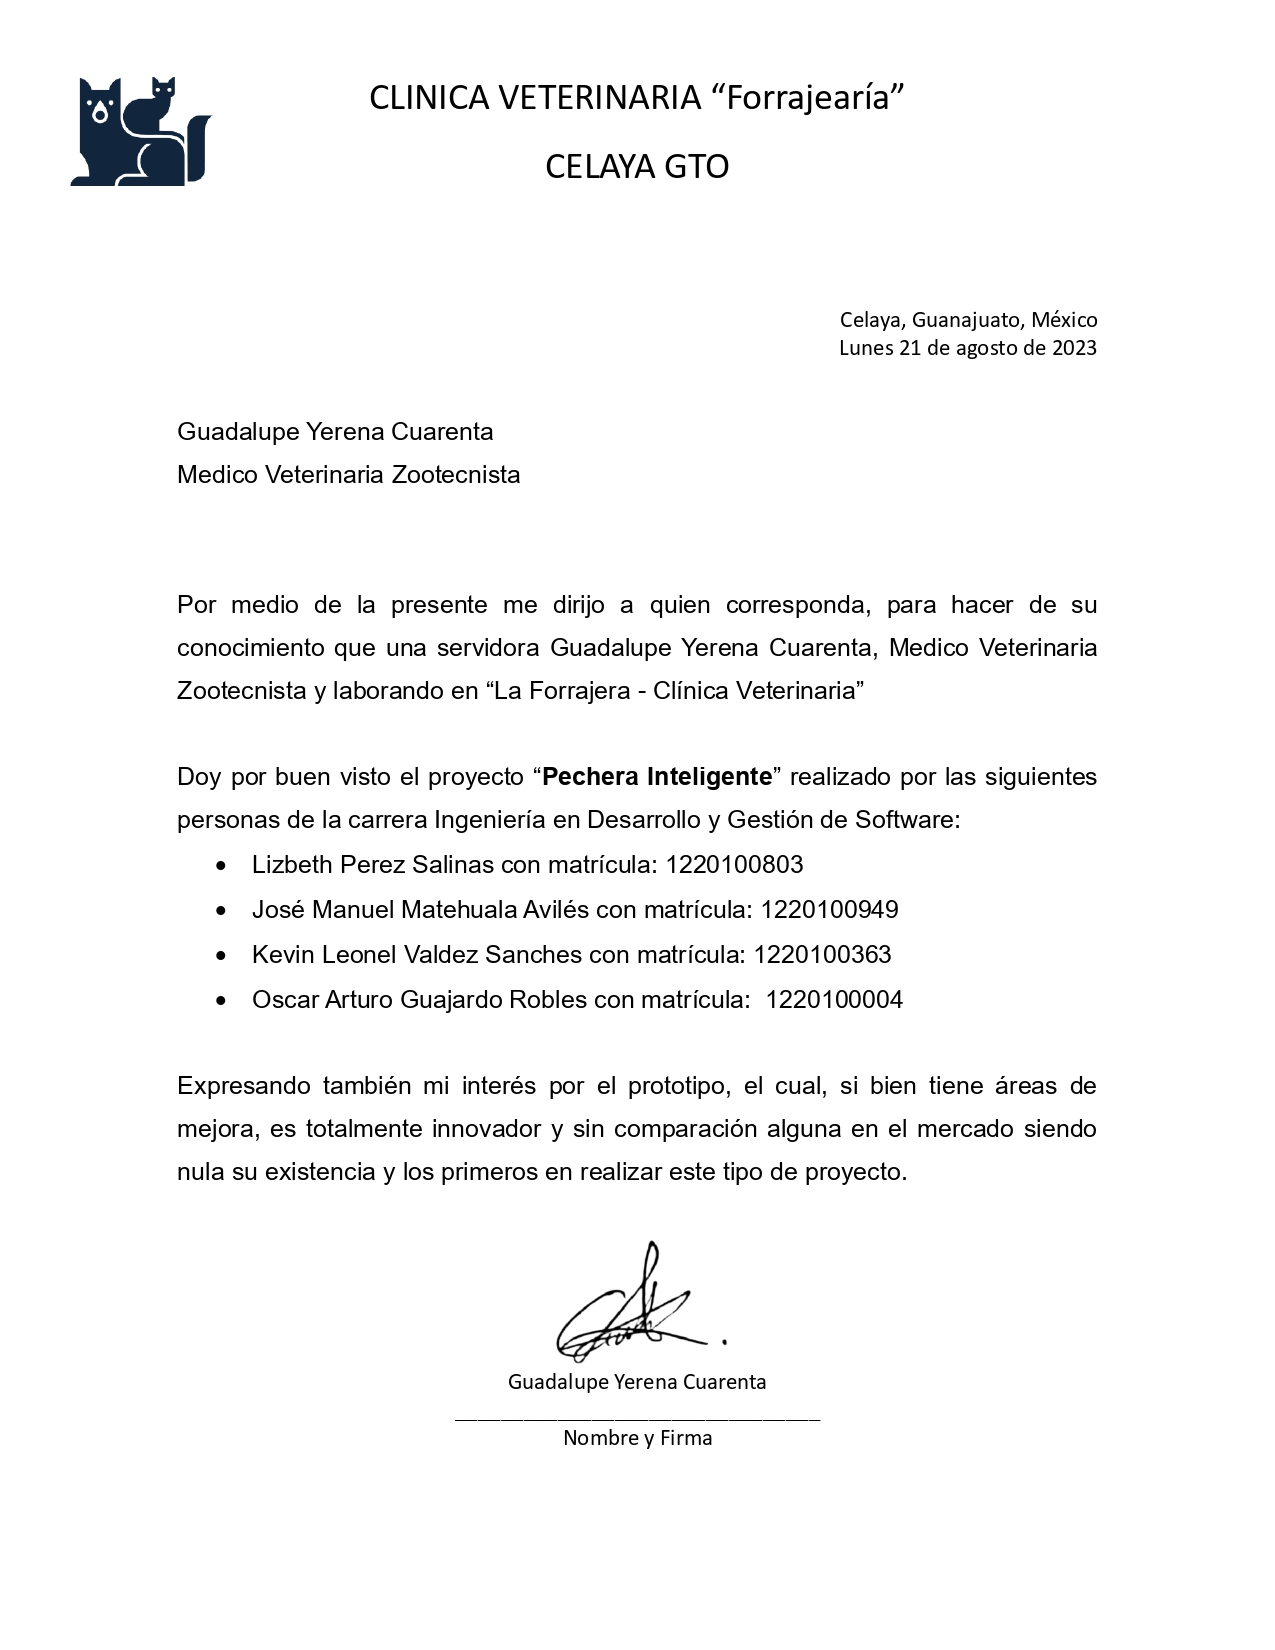 CLINICA VETERINARIA “Forrajearía”
CELAYA GTO
Celaya, Guanajuato, México
Lunes 21 de agosto de 2023
Guadalupe Yerena Cuarenta
Medico Veterinaria Zootecnista
Por medio de la presente me dirijo a quien corresponda, para hacer de su
conocimiento que una servidora Guadalupe Yerena Cuarenta, Medico Veterinaria
Zootecnista y laborando en “La Forrajera - Clínica Veterinaria”
Doy por buen visto el proyecto “Pechera Inteligente” realizado por las siguientes
personas de la carrera Ingeniería en Desarrollo y Gestión de Software:
• Lizbeth Perez Salinas con matrícula: 1220100803
• José Manuel Matehuala Avilés con matrícula: 1220100949
• Kevin Leonel Valdez Sanches con matrícula: 1220100363
• Oscar Arturo Guajardo Robles con matrícula:  1220100004
Expresando también mi interés por el prototipo, el cual, si bien tiene áreas de
mejora, es totalmente innovador y sin comparación alguna en el mercado siendo
nula su existencia y los primeros en realizar este tipo de proyecto.
Guadalupe Yerena Cuarenta
Nombre y Firma